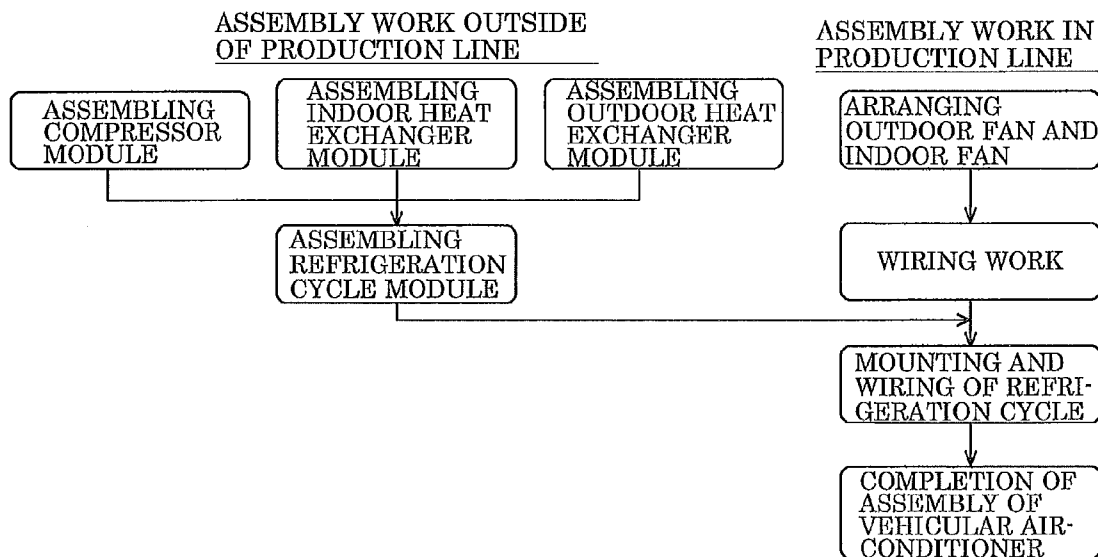 ASSEMBLY WORK OUTSIDE
OF PRODUCTION LINE
ASSEMBLY WORK IN
PRODUCTION LINE
ASSEMBLING
COMPRESSOR
MODULE
ASSEMBLING
INDOOR HEAT
EXCHANGER
MODULE
ASSEMBLING
OUTDOOR HEAT
EXCHANGER
MODULE
ARRANGING
OUTDOOR FAN AND
INDOOR FAN
ASSEMBLING
REFRIGERATION
CYCLE MODULE
WIRING WORK
MOUNTING AND
WIRING OF REFRI-
GERATION CYCLE
COMPLETION OF
ASSEMBLY OF
VEHICULAR AIR-
CONDITIONER